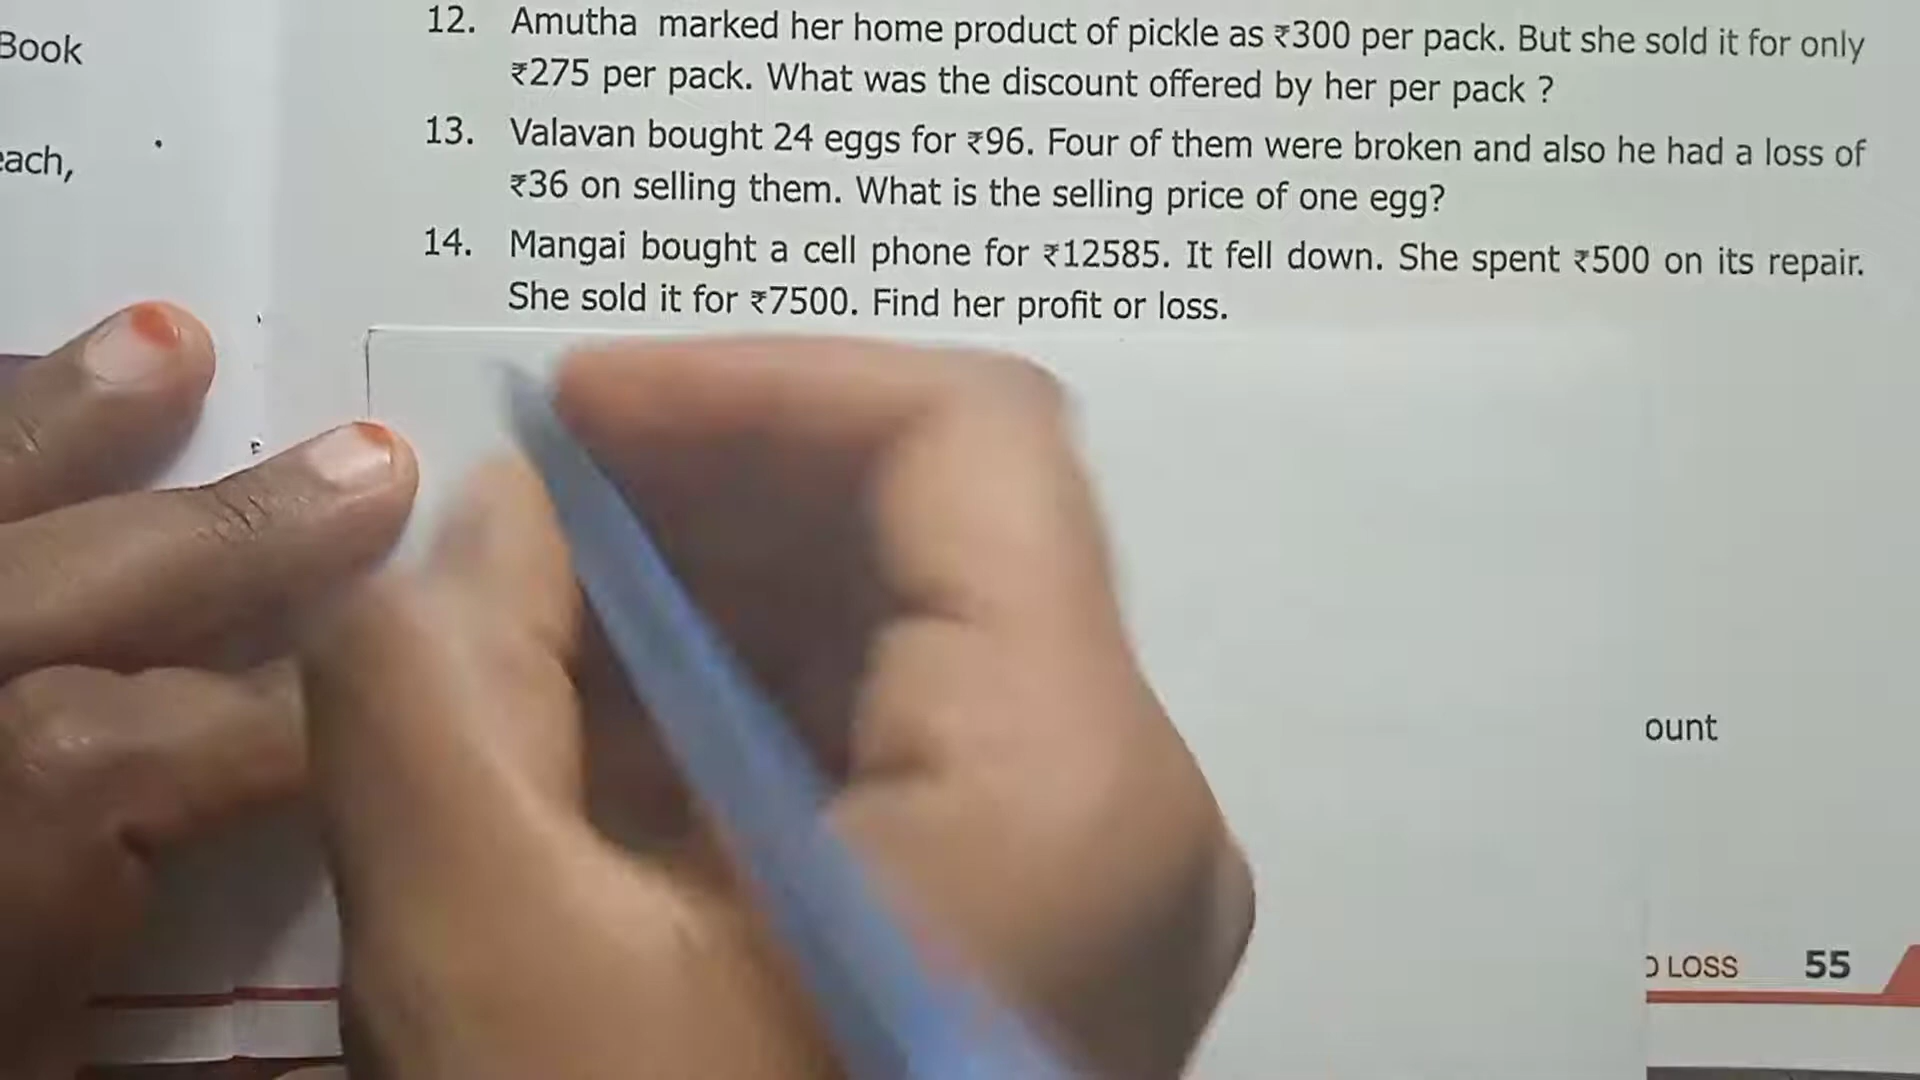 Book
each,
12. Amutha marked her home product of pickle as ₹300 per pack. But she sold it for only
₹275 per pack. What was the discount offered by her per pack ?
13. Valavan bought 24 eggs for ₹96. Four of them were broken and also he had a loss of
₹36 on selling them. What is the selling price of one egg?
14. Mangai bought a cell phone for ₹12585. It fell down. She spent ₹500 on its repair.
She sold it for ₹7500. Find her profit or loss.
ount
LOSS 55